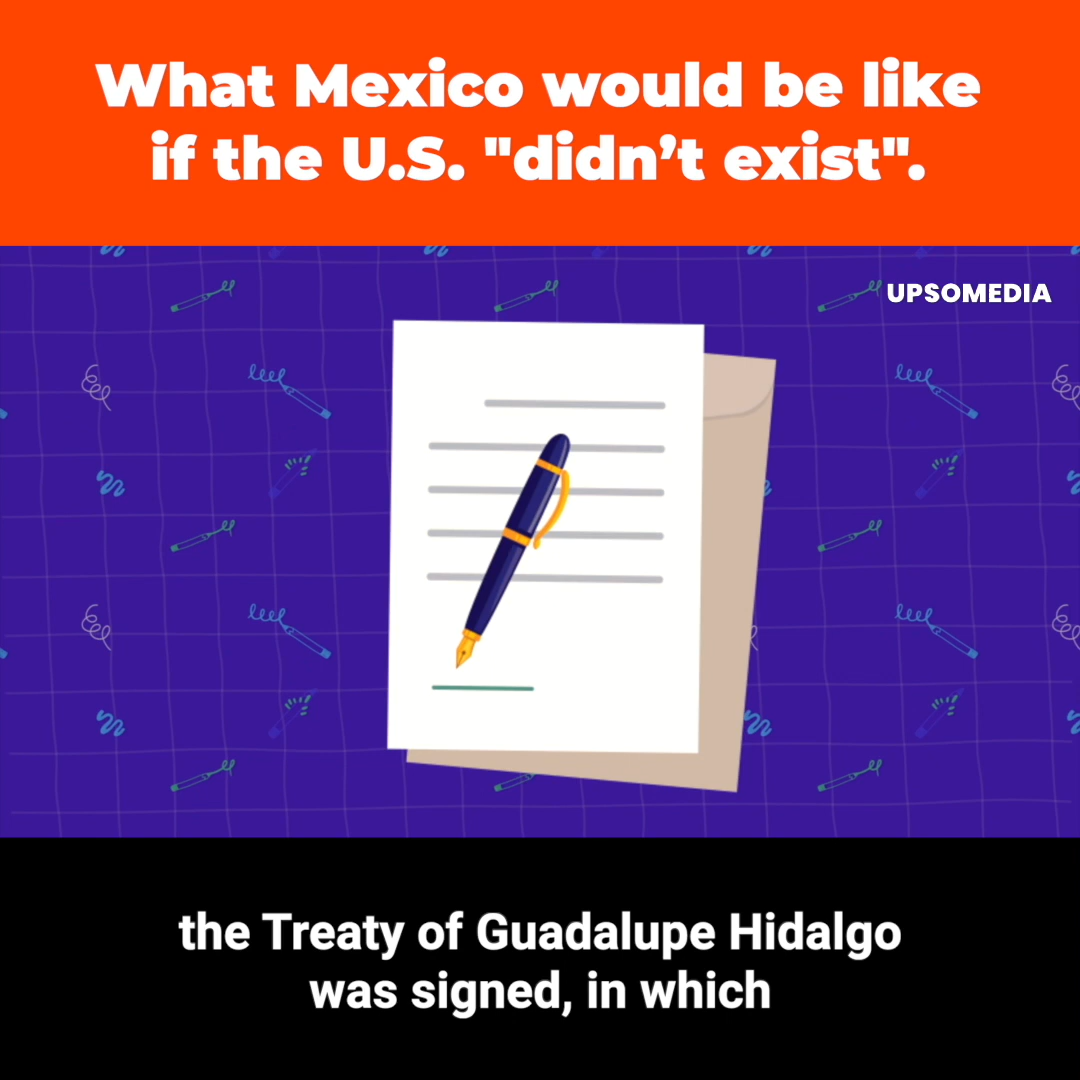 What Mexico would be like
if the U.S. "didn’t exist".
UPSOMEDIA
the Treaty of Guadalupe Hidalgo
was signed, in which